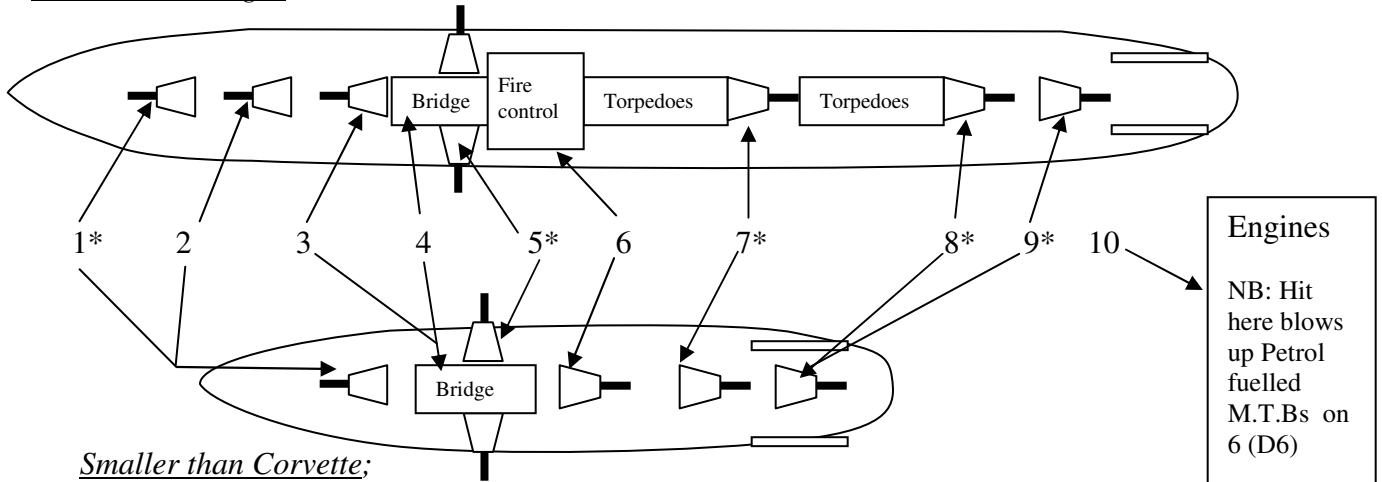 Bridge
Fire
control
Torpedoes
Torpedoes
1* 2 3 4 5* 6 7* 8* 9* 10
Engines
NB: Hit
here blows
up Petrol
fuelled
M.T.Bs on
6 (D6)
Bridge
Smaller than Corvette;